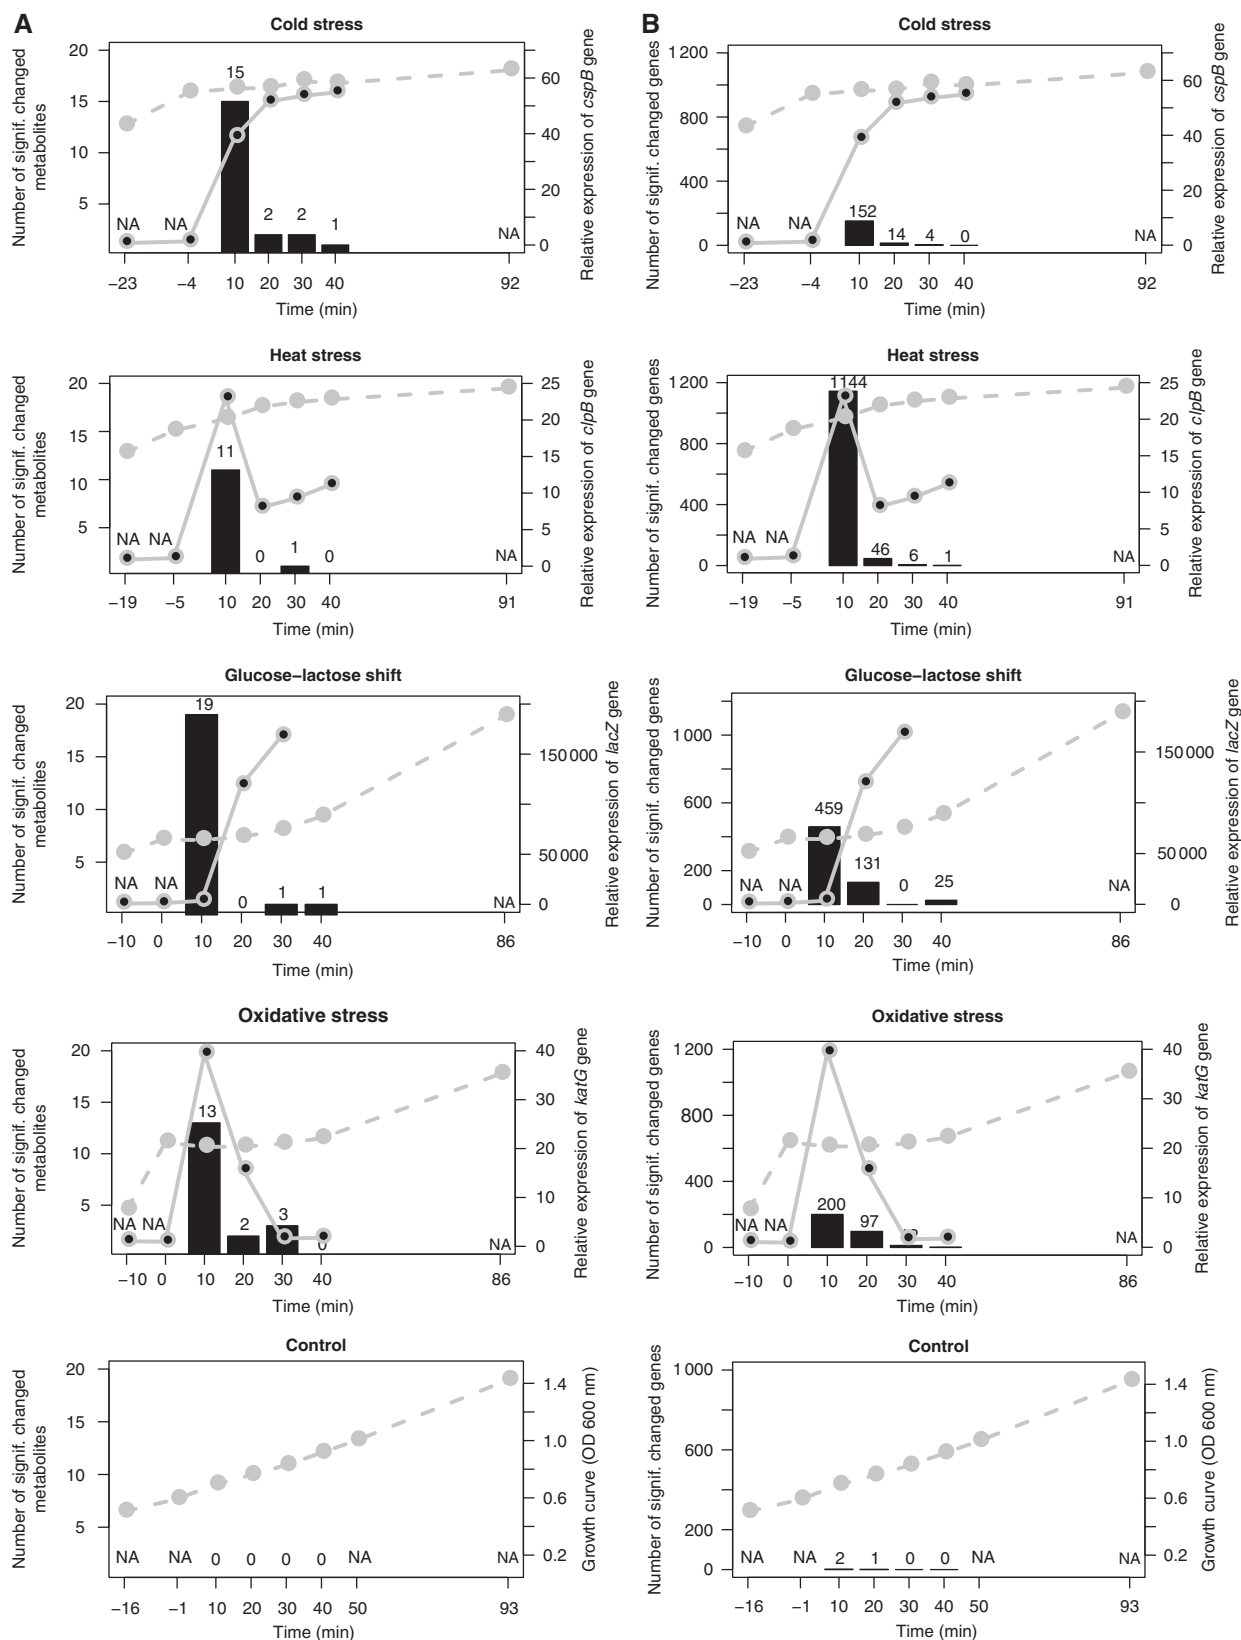 A
Cold stress
Number of signif. changed
metabolites
20
15
10
5
15
2
2
1
NA
NA
NA
60
40
20
0
Relative expression of cspB gene
−23
−4
10
20
30
40
92
Time (min)
B
Cold stress
Number of signif. changed genes
1200
800
400
0
152
14
4
0
NA
NA
NA
60
40
20
0
Relative expression of cspB gene
−23
−4
10
20
30
40
92
Time (min)
Heat stress
Number of signif. changed
metabolites
20
15
10
5
11
0
1
0
NA
NA
NA
25
20
15
10
5
0
Relative expression of clpB gene
−19
−5
10
20
30
40
91
Time (min)
Heat stress
Number of signif. changed genes
1200
800
400
0
1144
46
6
1
NA
NA
NA
25
20
15
10
5
0
Relative expression of clpB gene
−19
−5
10
20
30
40
91
Time (min)
Glucose−lactose shift
Number of signif. changed
metabolites
20
15
10
5
19
0
1
1
NA
NA
NA
150 000
50 000
0
Relative expression of lacZ gene
−10
0
10
20
30
40
86
Time (min)
Glucose−lactose shift
Number of signif. changed genes
1 000
600
200
0
459
131
0
25
NA
NA
NA
150000
50 000
0
Relative expression of lacZ gene
−10
0
10
20
30
40
86
Time (min)
Oxidative stress
Number of signif. changed
metabolites
20
15
10
5
13
2
3
0
NA
NA
NA
40
30
20
10
0
Relative expression of katG gene
−10
0
10
20
30
40
86
Time (min)
Oxidative stress
Number of signif. changed genes
1200
800
400
0
200
97
NA
NA
NA
40
30
20
10
0
Relative expression of katG gene
−10
0
10
20
30
40
86
Time (min)
Control
Number of signif. changed
metabolites
20
15
10
5
NA
NA
0
0
0
0
NA
NA
1.4
1.0
0.6
0.2
Growth curve (OD 600 nm)
−16
−1
10
20
30
40
50
93
Time (min)
Control
Number of signif. changed genes
1 000
600
200
0
NA
NA
2
1
0
0
NA
NA
1.4
1.0
0.6
0.2
Growth curve (OD 600 nm)
−16
−1
10
20
30
40
50
93
Time (min)